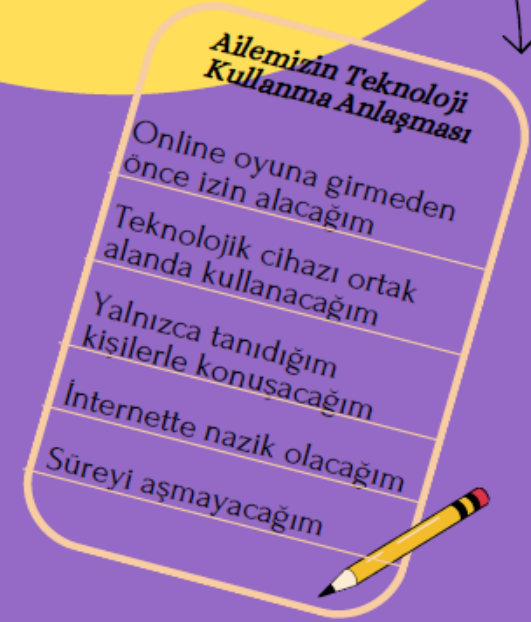 Ailemizin Teknoloji
Kullanma Anlaşması
Online oyuna girmeden
önce izin alacağım
Teknolojik cihazı ortak
alanda kullanacağım
Yalnızca tanıdığım
kişilerle konuşacağım
İnternette nazik olacağım
Süreyi aşmayacağım